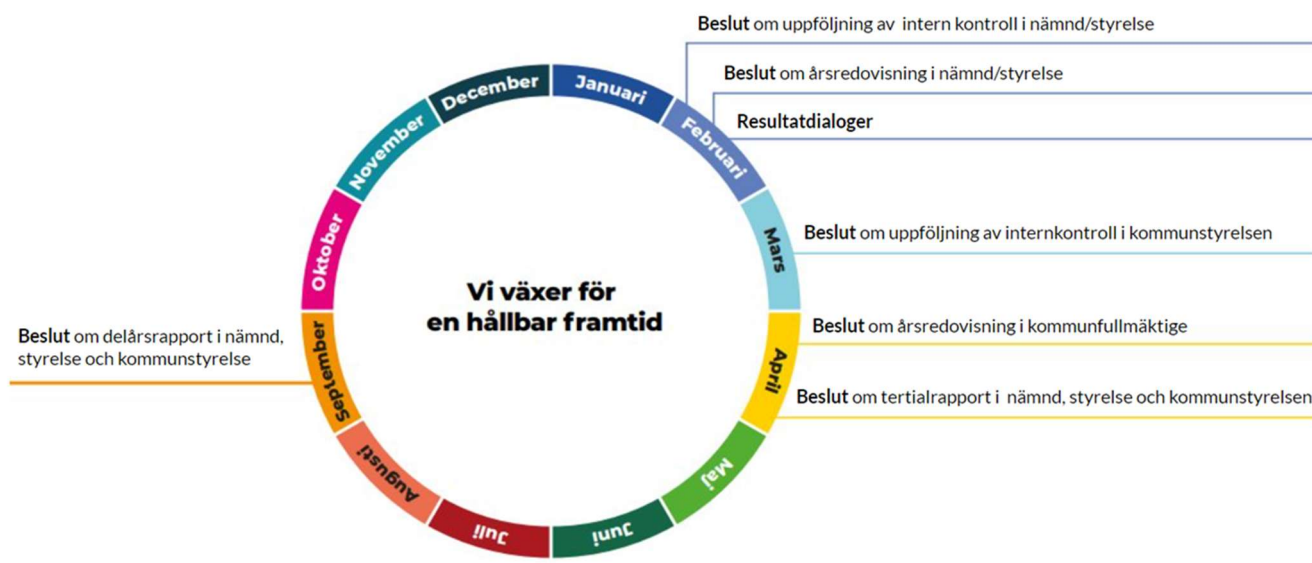 Beslut om uppföljning av intern kontroll i nämnd/styrelse
Beslut om årsredovisning i nämnd/styrelse
Resultatdialoger
Beslut om uppföljning av internkontroll i kommunstyrelsen
Beslut om årsredovisning i kommunfullmäktige
Beslut om tertialrapport i nämnd, styrelse och kommunstyrelsen
Beslut om delårsrapport i nämnd,
styrelse och kommunstyrelse
Januari
Februari
Mars
April
Maj
Juni
Juli
Augusti
September
Oktober
November
December
Vi växer för
en hållbar framtid